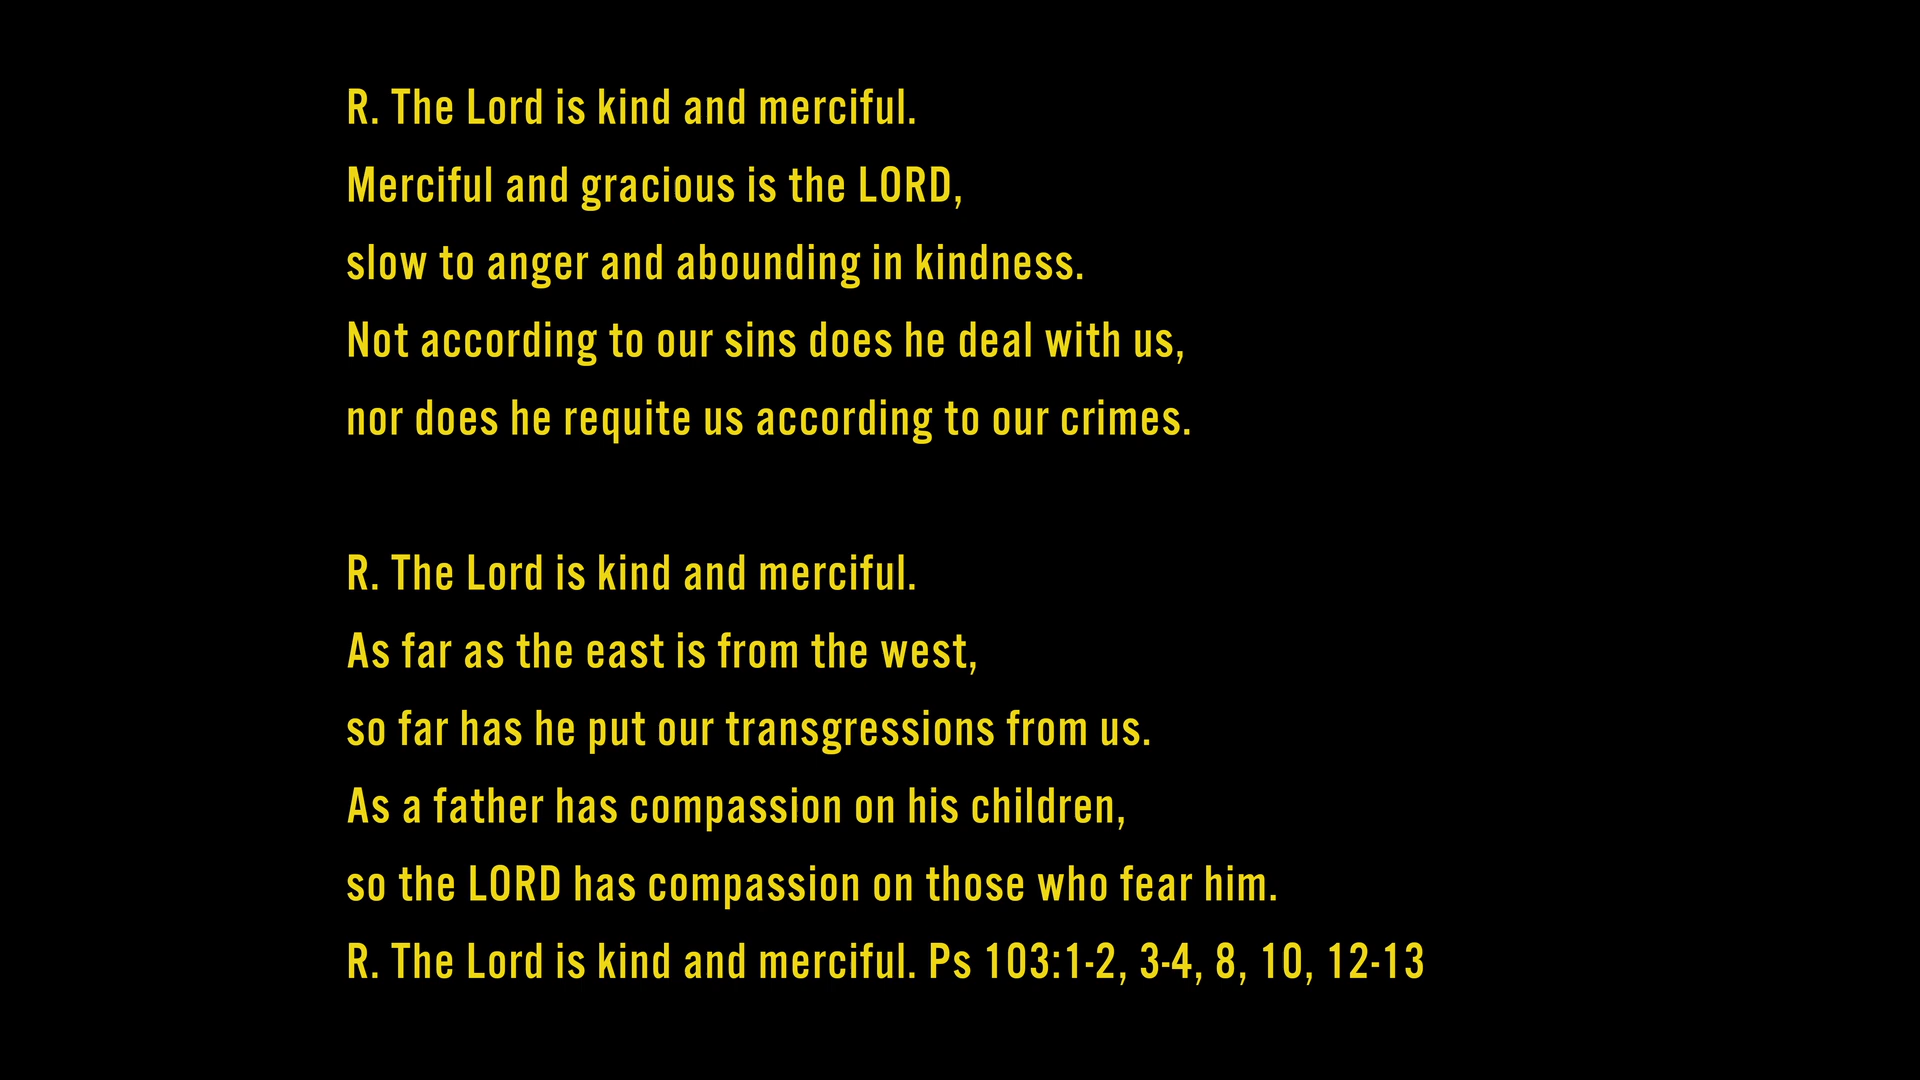 R. The Lord is kind and merciful.
Merciful and gracious is the LORD,
slow to anger and abounding in kindness.
Not according to our sins does he deal with us,
nor does he requite us according to our crimes.
R. The Lord is kind and merciful.
As far as the east is from the west,
so far has he put our transgressions from us.
As a father has compassion on his children,
so the LORD has compassion on those who fear him.
R. The Lord is kind and merciful. Ps 103:1-2, 3-4, 8, 10, 12-13